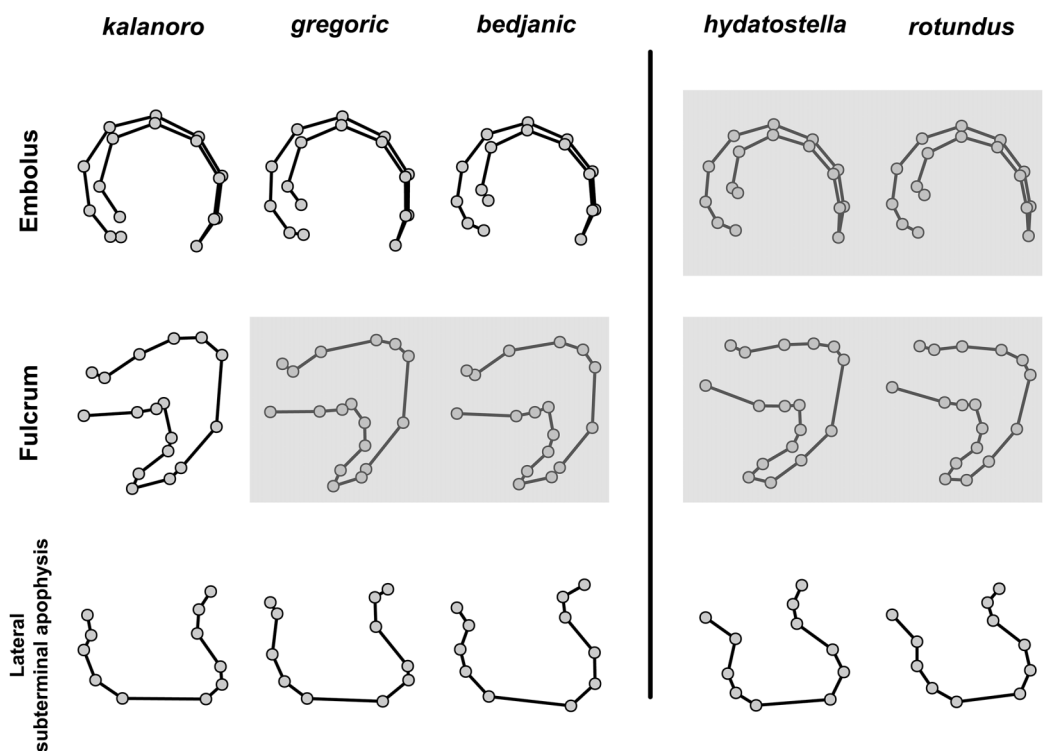 kalanoro gregoric bedjanic hydatostella rotundus
Embolus
Fulcrum
Lateral
subterminal apophysis